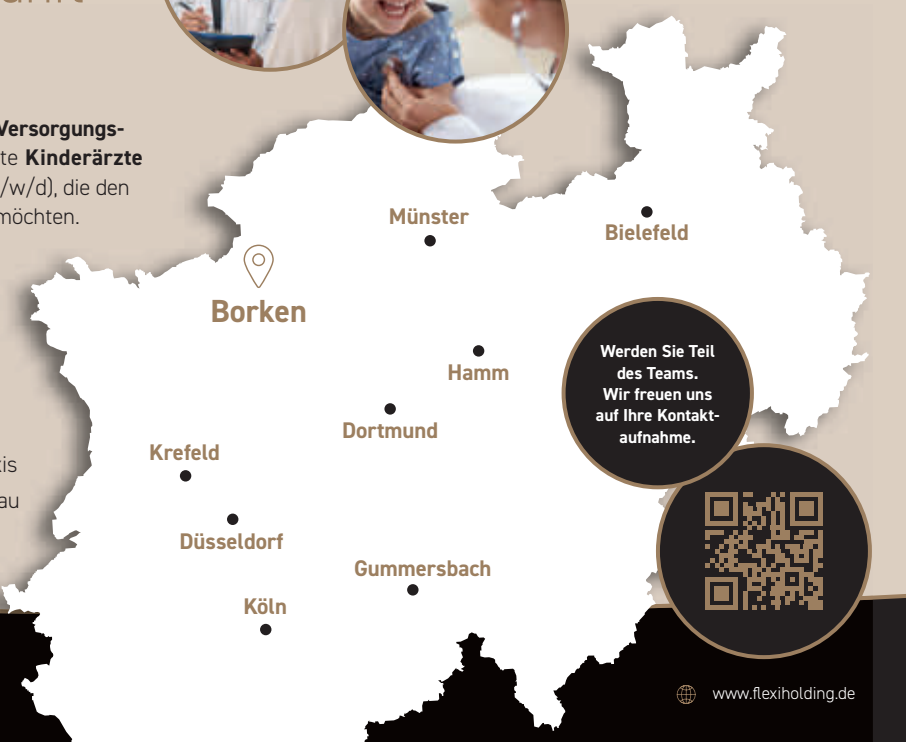 Versorgungs-
te Kinderärzte
/w/d), die den
möchten.
Münster
Bielefeld
Borken
Hamm
Dortmund
Krefeld
Düsseldorf
Gummersbach
Köln
Werden Sie Teil
des Teams.
Wir freuen uns
auf Ihre Kontakt-
aufnahme.
xis
au
www.flexiholding.de